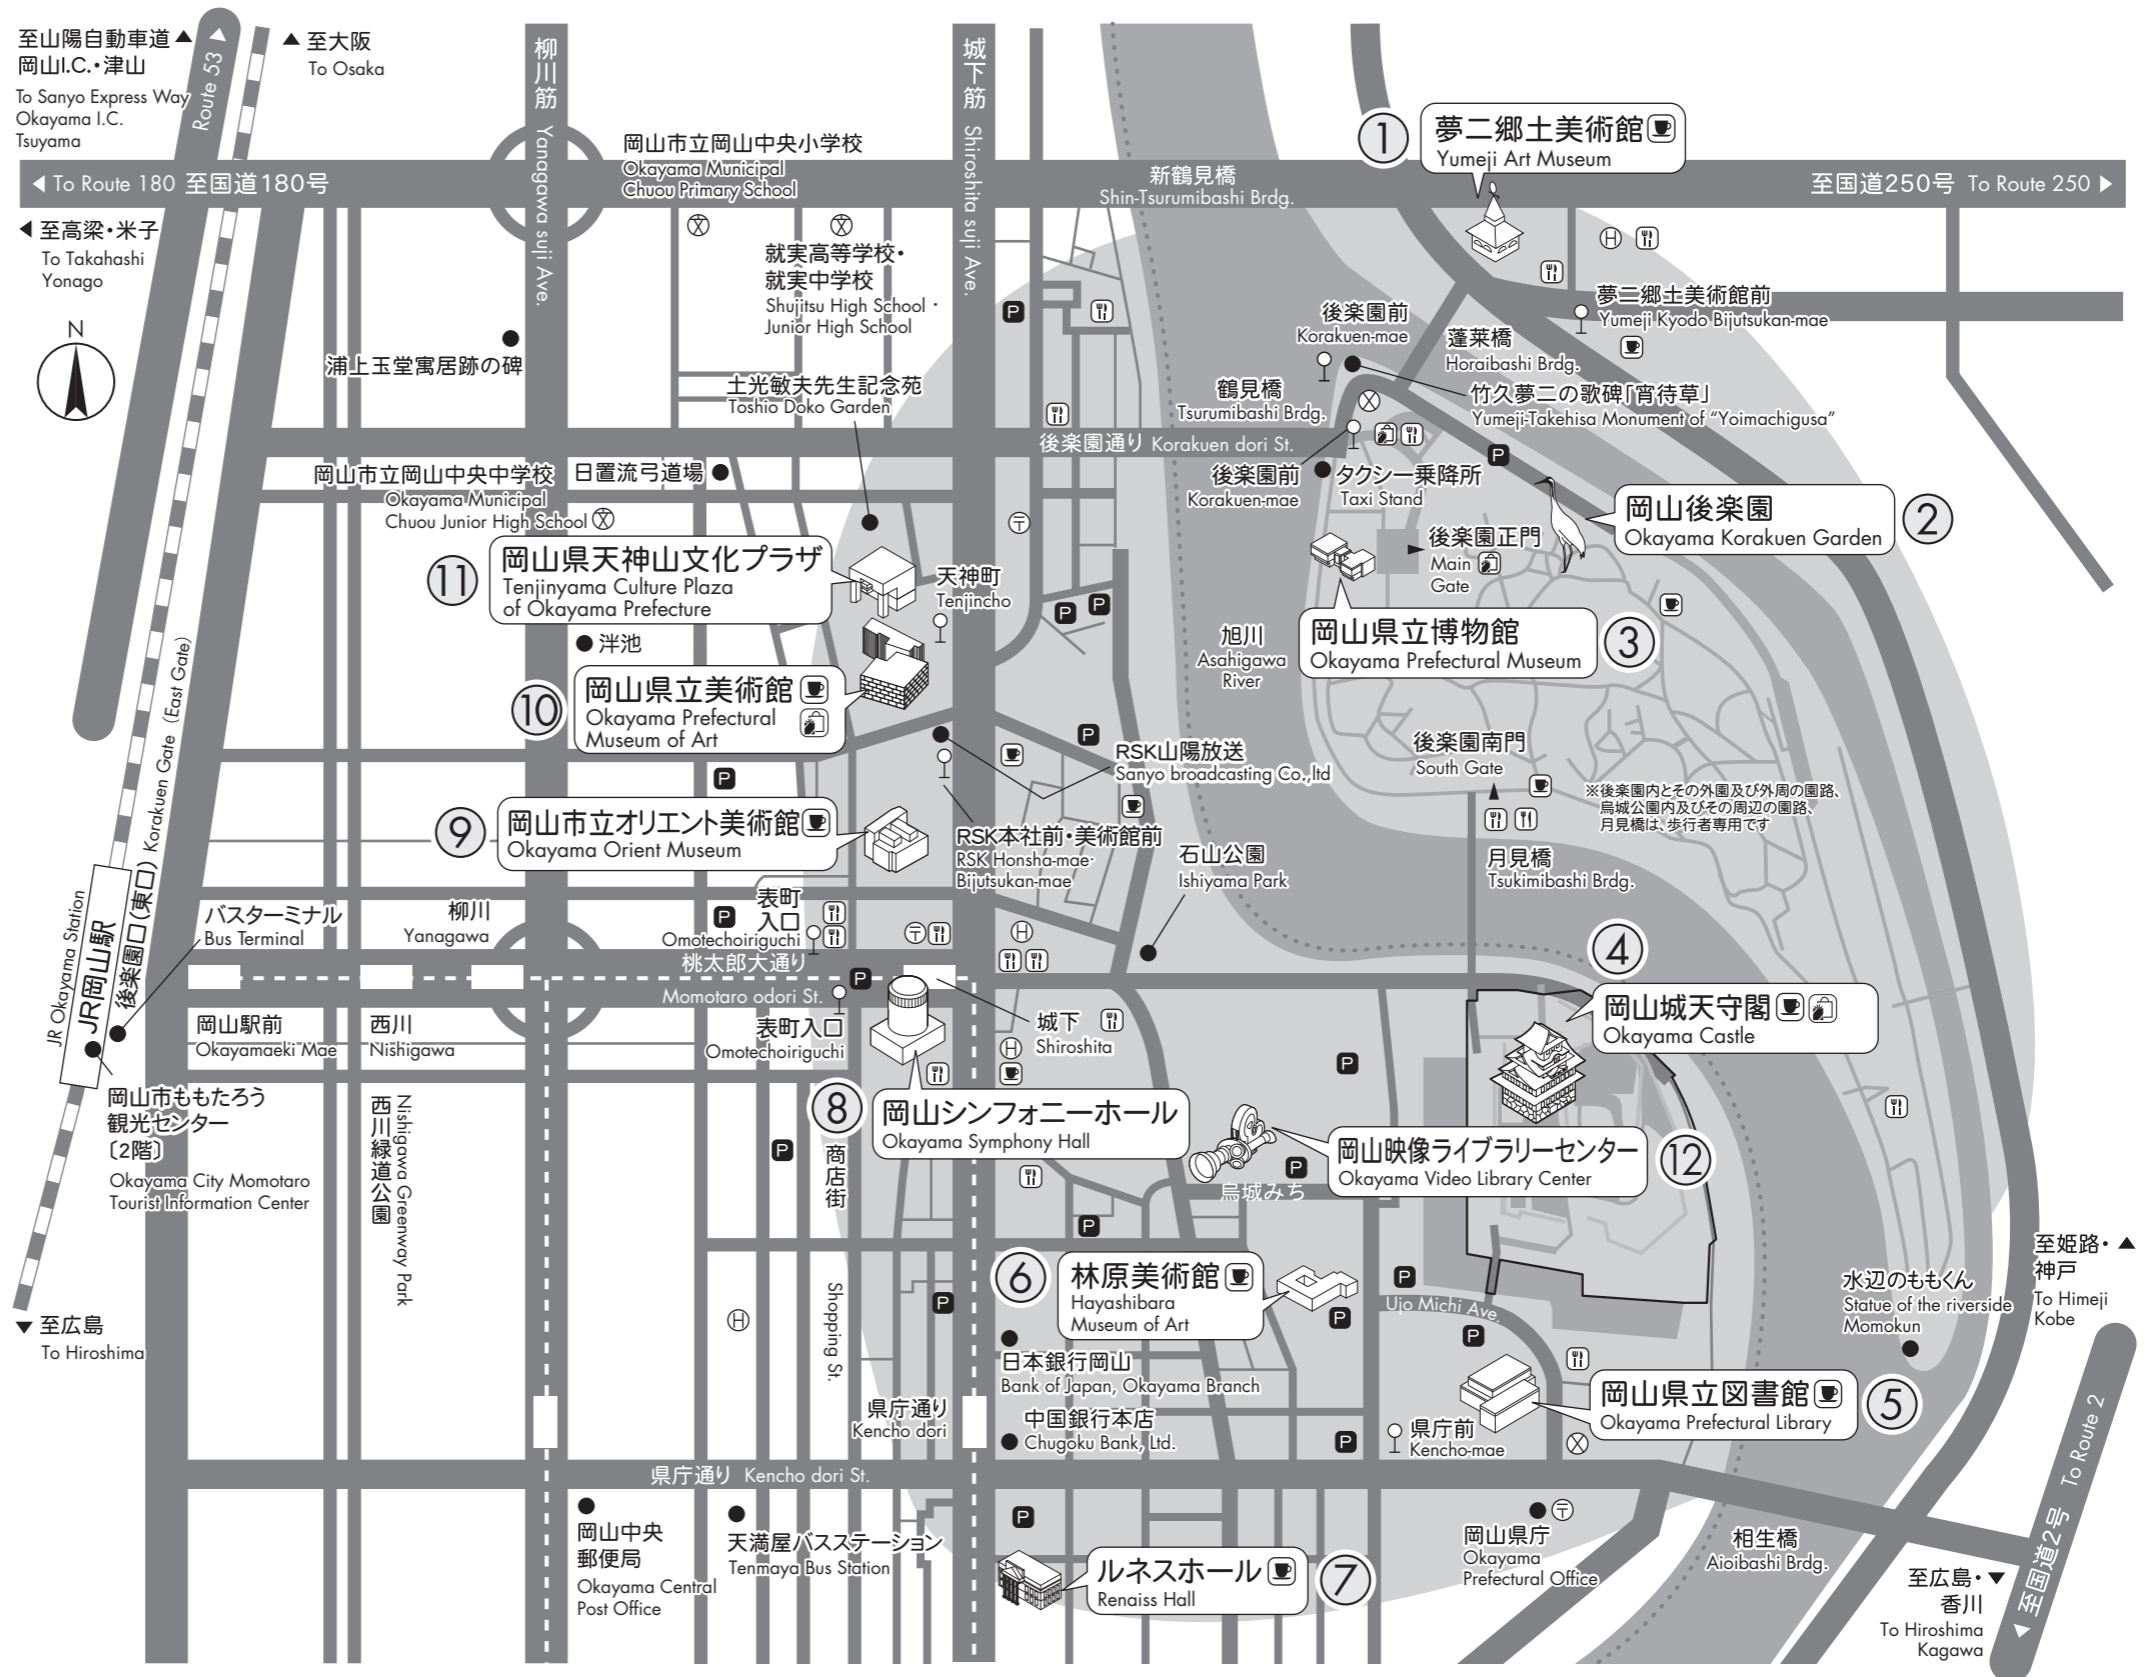 至山陽自動車道▲
岡山I.C.・津山
To Sanyo Express Way
Okayama I.C.
Tsuyama
Route 53
▲至大阪
To Osaka
◀ To Route 180 至国道180号
◀至高梁・米子
To Takahashi
Yonago
N
柳川筋 Yanagawa suji Ave.
城下筋 Shiroshita suji Ave.
岡山市立岡山中央小学校
Okayama Municipal
Chuou Primary School
就実高等学校・
就実中学校
Shujitsu High School・
Junior High School
新鶴見橋
Shin-Tsurumibashi Brdg.
①
夢二郷土美術館
Yumeji Art Museum
至国道250号 To Route 250 ▶
夢二郷土美術館前
Yumeji Kyodo Bijutsukan-mae
後楽園前
Korakuen-mae
蓬莱橋
Horaibashi Brdg.
竹久夢二の歌碑「宵待草」
Yumeji-Takehisa Monument of “Yoimachigusa”
鶴見橋
Tsurumibashi Brdg.
浦上玉堂寓居跡の碑
土光敏夫先生記念苑
Toshio Doko Garden
後楽園通り Korakuen dori St.
後楽園前
Korakuen-mae
タクシー乗降所
Taxi Stand
岡山市立岡山中央中学校
Okayama Municipal
Chuou Junior High School
日置流弓道場
岡山後楽園
Okayama Korakuen Garden
②
後楽園正門
Main
Gate
⑪
岡山県天神山文化プラザ
Tenjinyama Culture Plaza
of Okayama Prefecture
天神町
Tenjincho
泮池
旭川
Asahigawa
River
岡山県立博物館
Okayama Prefectural Museum
③
⑩
岡山県立美術館
Okayama Prefectural
Museum of Art
RSK山陽放送
Sanyo broadcasting Co.,ltd
後楽園南門
South Gate
※後楽園内とその外園及び外周の園路、
烏城公園内及びその周辺の園路、
月見橋は、歩行者専用です
⑨
岡山市立オリエント美術館
Okayama Orient Museum
RSK本社前・美術館前
RSK Honsha-mae・
Bijutsukan-mae
石山公園
Ishiyama Park
月見橋
Tsukimibashi Brdg.
JR Okayama Station
JR岡山駅
後楽園口(東口) Korakuen Gate (East Gate)
バスターミナル
Bus Terminal
柳川
Yanagawa
表町
入口
Omotechoiriguchi
桃太郎大通り
Momotaro odori St.
岡山駅前
Okayamaeki Mae
西川
Nishigawa
表町入口
Omotechoiriguchi
城下
Shiroshita
④
岡山城天守閣
Okayama Castle
岡山市ももたろう
観光センター
〔2階〕
Okayama City Momotaro
Tourist Information Center
西川緑道公園
Nishigawa Greenway Park
⑧
岡山シンフォニーホール
Okayama Symphony Hall
商店街
Shopping St.
岡山映像ライブラリーセンター
Okayama Video Library Center
⑫
烏城みち
Ujo Michi Ave.
⑥
林原美術館
Hayashibara
Museum of Art
至姫路・▲
神戸
To Himeji
Kobe
水辺のももくん
Statue of the riverside
Momokun
▼至広島
To Hiroshima
日本銀行岡山
Bank of Japan, Okayama Branch
中国銀行本店
Chugoku Bank, Ltd.
県庁通り
Kencho dori
県庁前
Kencho-mae
岡山県立図書館
Okayama Prefectural Library
⑤
県庁通り Kencho dori St.
岡山中央
郵便局
Okayama Central
Post Office
天満屋バスステーション
Tenmaya Bus Station
ルネスホール
Renaiss Hall
⑦
岡山県庁
Okayama
Prefectural Office
相生橋
Aioibashi Brdg.
至広島・▼
香川
To Hiroshima
Kagawa
◀ 至国道2号 To Route 2